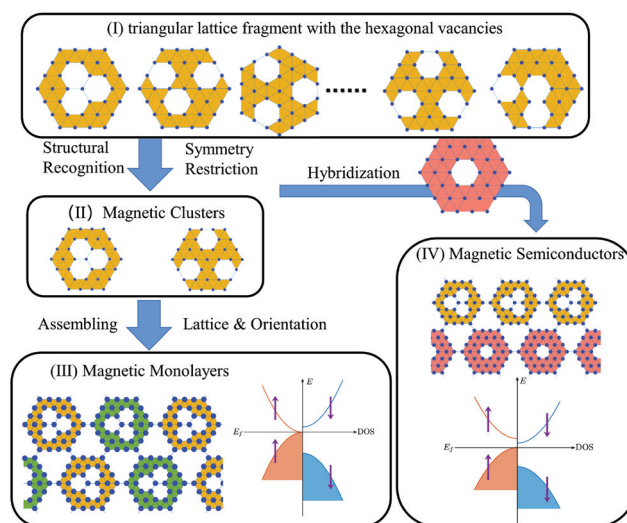 (I) triangular lattice fragment with the hexagonal vacancies
Structural
Recognition
Symmetry
Restriction
Hybridization
(II) Magnetic Clusters
(IV) Magnetic Semiconductors
Assembling
Lattice & Orientation
(III) Magnetic Monolayers
E
E_f
DOS
E
E_f
DOS